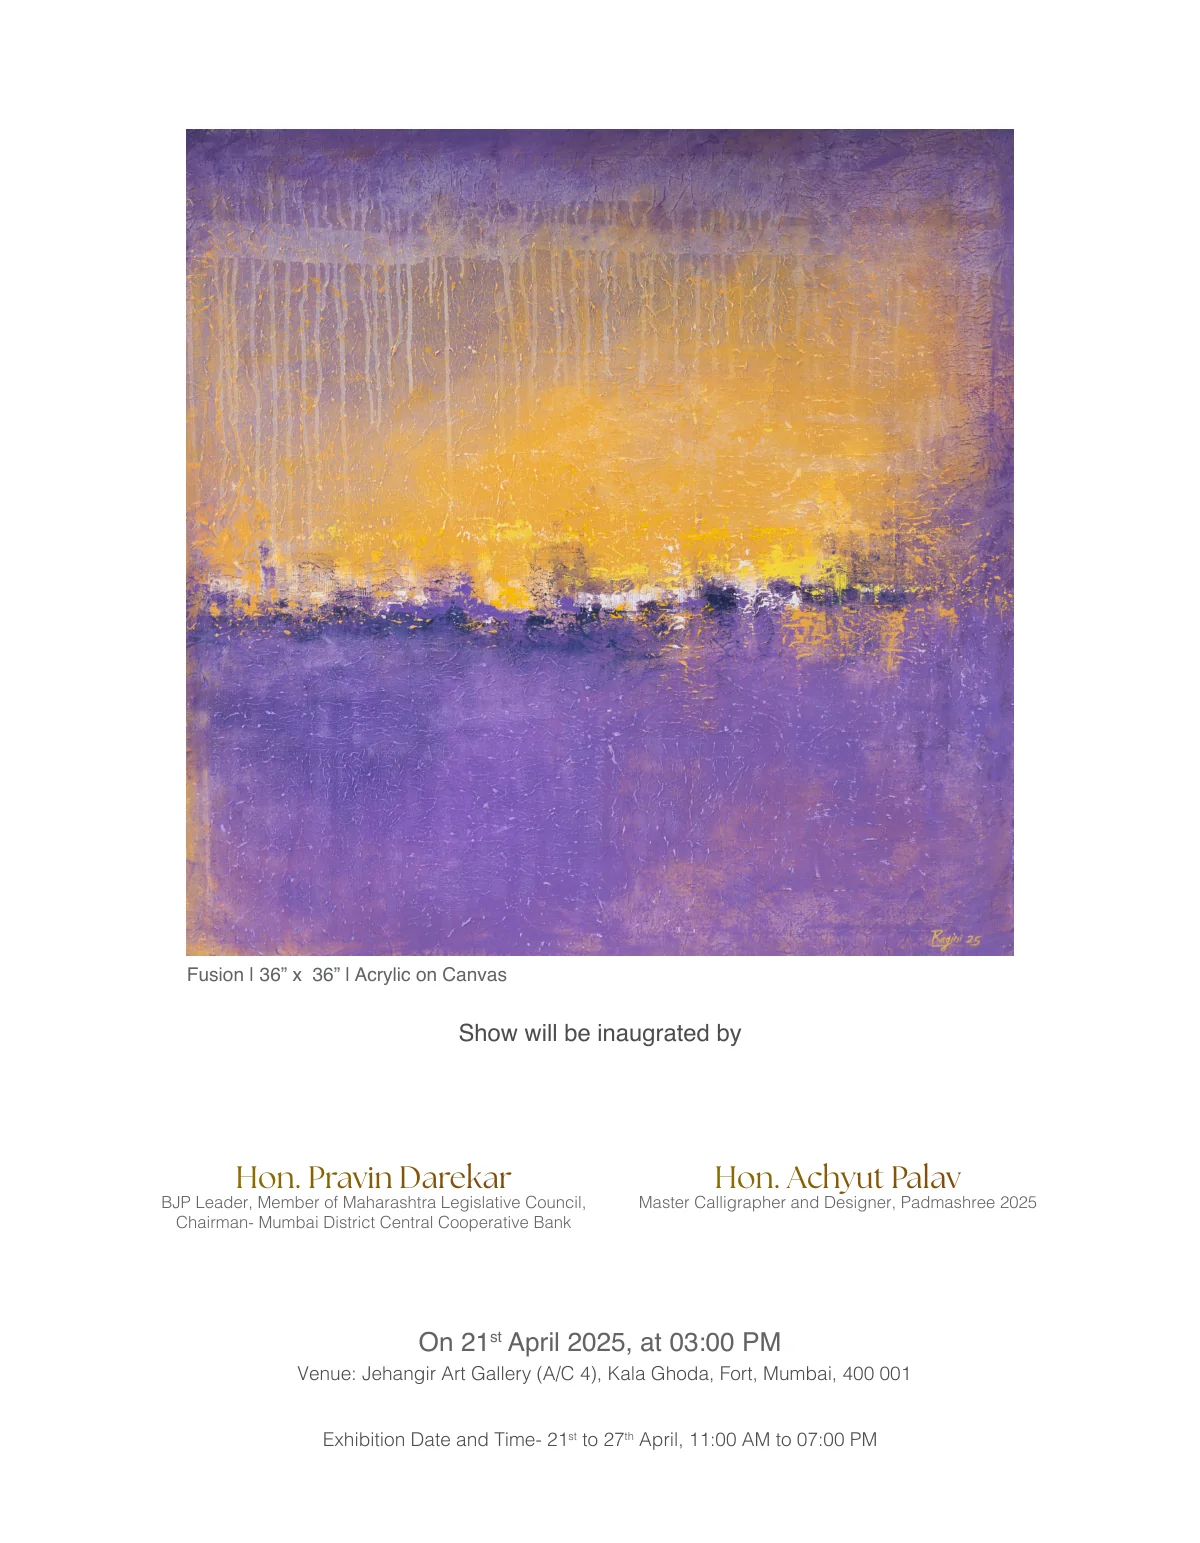 Ragini 25
Fusion | 36” x  36” | Acrylic on Canvas
Show will be inaugrated by
Hon. Pravin Darekar
BJP Leader, Member of Maharashtra Legislative Council,
Chairman- Mumbai District Central Cooperative Bank
Hon. Achyut Palav
Master Calligrapher and Designer, Padmashree 2025
On 21st April 2025, at 03:00 PM
Venue: Jehangir Art Gallery (A/C 4), Kala Ghoda, Fort, Mumbai, 400 001
Exhibition Date and Time- 21st to 27th April, 11:00 AM to 07:00 PM